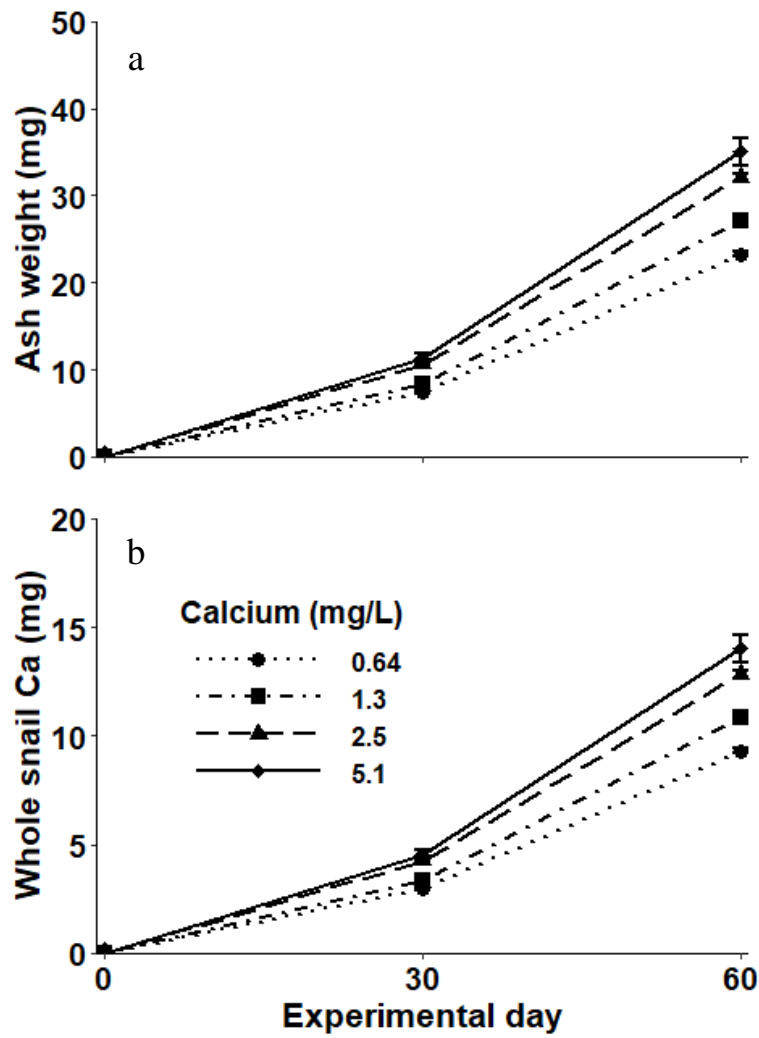 a
Ash weight (mg)
50
40
30
20
10
0
b
Whole snail Ca (mg)
20
15
10
5
0
Calcium (mg/L)
0.64
1.3
2.5
5.1
0 30 60
Experimental day